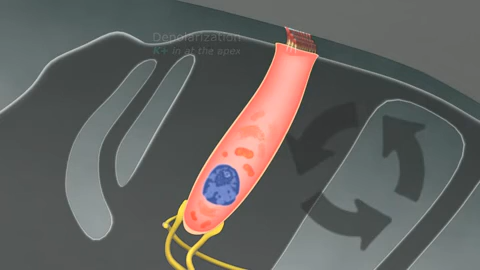 Depolarization
K+ in at the apex